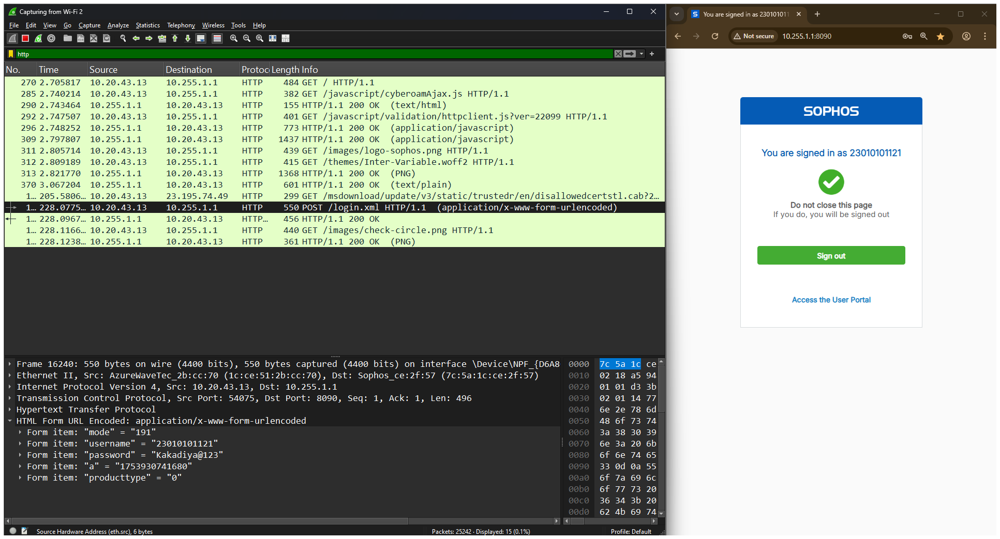 Capturing from Wi-Fi 2
File Edit View Go Capture Analyze Statistics Telephony Wireless Tools Help
http
No. Time Source Destination Protoc Length Info
270 2.705817 10.20.43.13 10.255.1.1 HTTP 484 GET / HTTP/1.1
285 2.740214 10.20.43.13 10.255.1.1 HTTP 382 GET /javascript/cyberoamAjax.js HTTP/1.1
290 2.743464 10.255.1.1 10.20.43.13 HTTP 155 HTTP/1.1 200 OK (text/html)
292 2.747507 10.20.43.13 10.255.1.1 HTTP 401 GET /javascript/validation/httpclient.js?ver=22099 HTTP/1.1
296 2.748252 10.255.1.1 10.20.43.13 HTTP 773 HTTP/1.1 200 OK (application/javascript)
309 2.797807 10.255.1.1 10.20.43.13 HTTP 1437 HTTP/1.1 200 OK (application/javascript)
311 2.805714 10.20.43.13 10.255.1.1 HTTP 439 GET /images/logo-sophos.png HTTP/1.1
312 2.809189 10.20.43.13 10.255.1.1 HTTP 415 GET /themes/Inter-Variable.woff2 HTTP/1.1
313 2.821770 10.255.1.1 10.20.43.13 HTTP 1368 HTTP/1.1 200 OK (PNG)
370 3.067204 10.255.1.1 10.20.43.13 HTTP 601 HTTP/1.1 200 OK (text/plain)
1… 205.5806… 10.20.43.13 23.195.74.49 HTTP 299 GET /msdownload/update/v3/static/trustedr/en/disallowedcertstl.cab?2…
1… 228.0775… 10.20.43.13 10.255.1.1 HTTP 550 POST /login.xml HTTP/1.1 (application/x-www-form-urlencoded)
1… 228.0967… 10.255.1.1 10.20.43.13 HTTP… 456 HTTP/1.1 200 OK
1… 228.1166… 10.20.43.13 10.255.1.1 HTTP 440 GET /images/check-circle.png HTTP/1.1
1… 228.1238… 10.255.1.1 10.20.43.13 HTTP 361 HTTP/1.1 200 OK (PNG)
Frame 16240: 550 bytes on wire (4400 bits), 550 bytes captured (4400 bits) on interface \Device\NPF_{D6A8
Ethernet II, Src: AzureWaveTec_2b:cc:70 (1c:ce:51:2b:cc:70), Dst: Sophos_ce:2f:57 (7c:5a:1c:ce:2f:57)
Internet Protocol Version 4, Src: 10.20.43.13, Dst: 10.255.1.1
Transmission Control Protocol, Src Port: 54075, Dst Port: 8090, Seq: 1, Ack: 1, Len: 496
Hypertext Transfer Protocol
HTML Form URL Encoded: application/x-www-form-urlencoded
Form item: "mode" = "191"
Form item: "username" = "23010101121"
Form item: "password" = "Kakadiya@123"
Form item: "a" = "1753930741680"
Form item: "producttype" = "0"
0000 7c 5a 1c ce
0010 02 18 a5 94
0020 01 01 d3 3b
0030 02 01 14 77
0040 6e 2e 78 6d
0050 48 6f 73 74
0060 3a 38 30 39
0070 6e 3a 20 6b
0080 6f 6e 74 65
0090 33 0d 0a 55
00a0 6f 7a 69 6c
00b0 6f 77 73 20
00c0 36 34 3b 20
00d0 62 4b 69 74
Source Hardware Address (eth.src), 6 bytes
Packets: 25242 · Displayed: 15 (0.1%)
Profile: Default
S You are signed in as 230101011
Not secure 10.255.1.1:8090
SOPHOS
You are signed in as 23010101121
Do not close this page
If you do, you will be signed out
Sign out
Access the User Portal